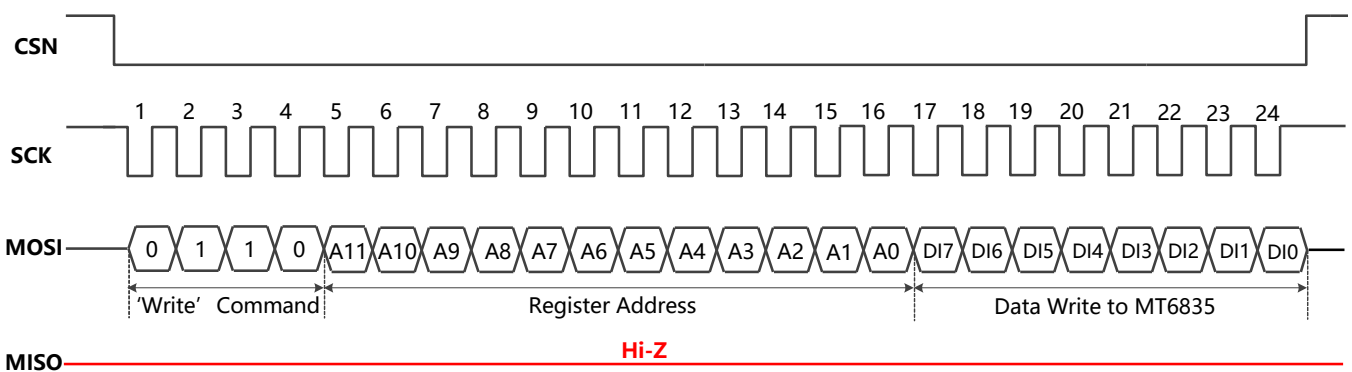 CSN
1 2 3 4 5 6 7 8 9 10 11 12 13 14 15 16 17 18 19 20 21 22 23 24
SCK
MOSI 0 1 1 0 A11 A10 A9 A8 A7 A6 A5 A4 A3 A2 A1 A0 DI7 DI6 DI5 DI4 DI3 DI2 DI1 DI0
'Write' Command Register Address Data Write to MT6835
Hi-Z
MISO